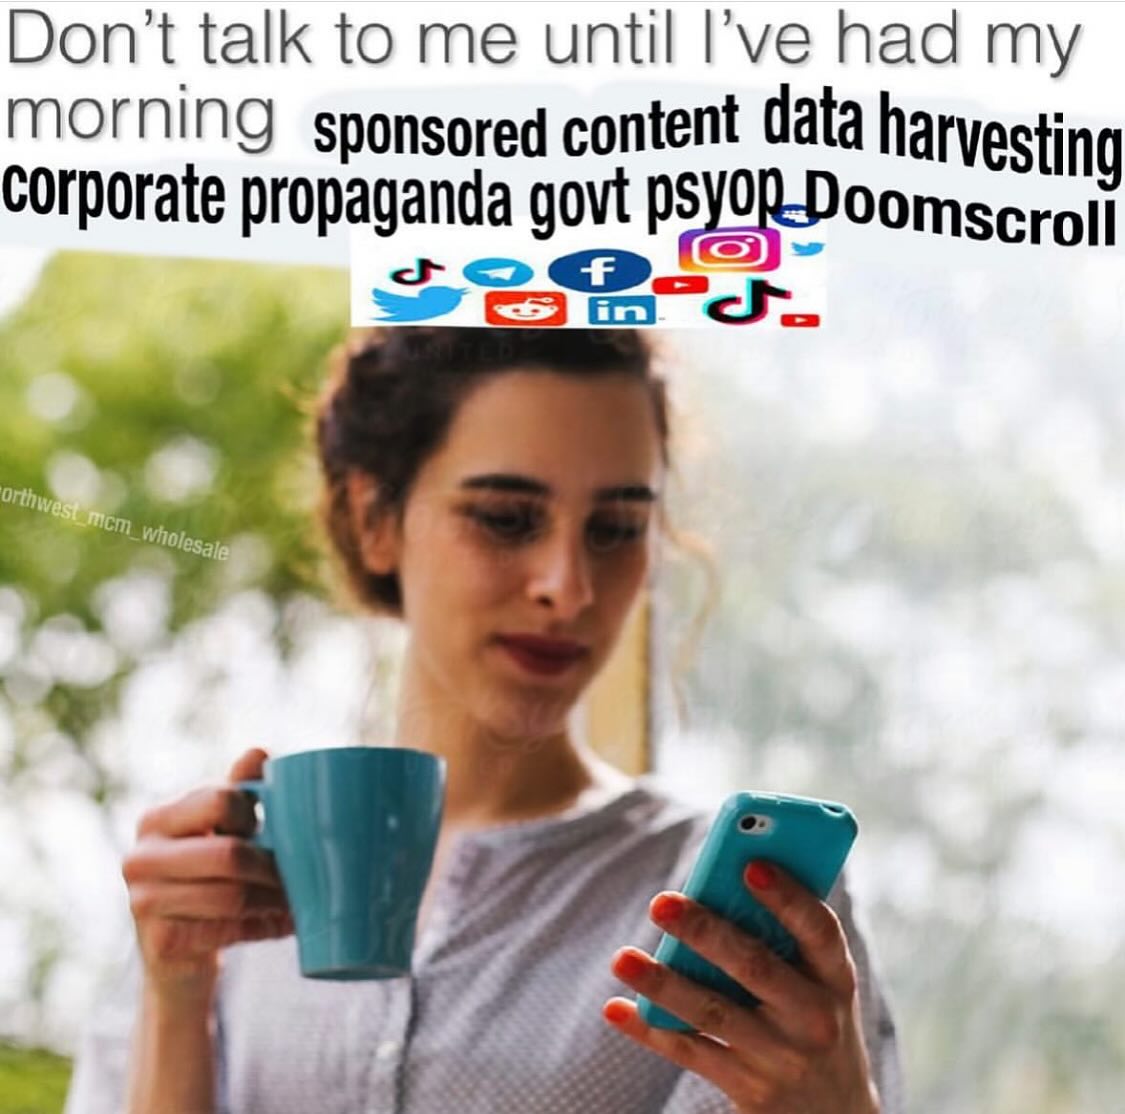 Don't talk to me until I've had my
morning sponsored content data harvesting
corporate propaganda govt psyop Doomscroll
f
in
orthwest_mcm_wholesale